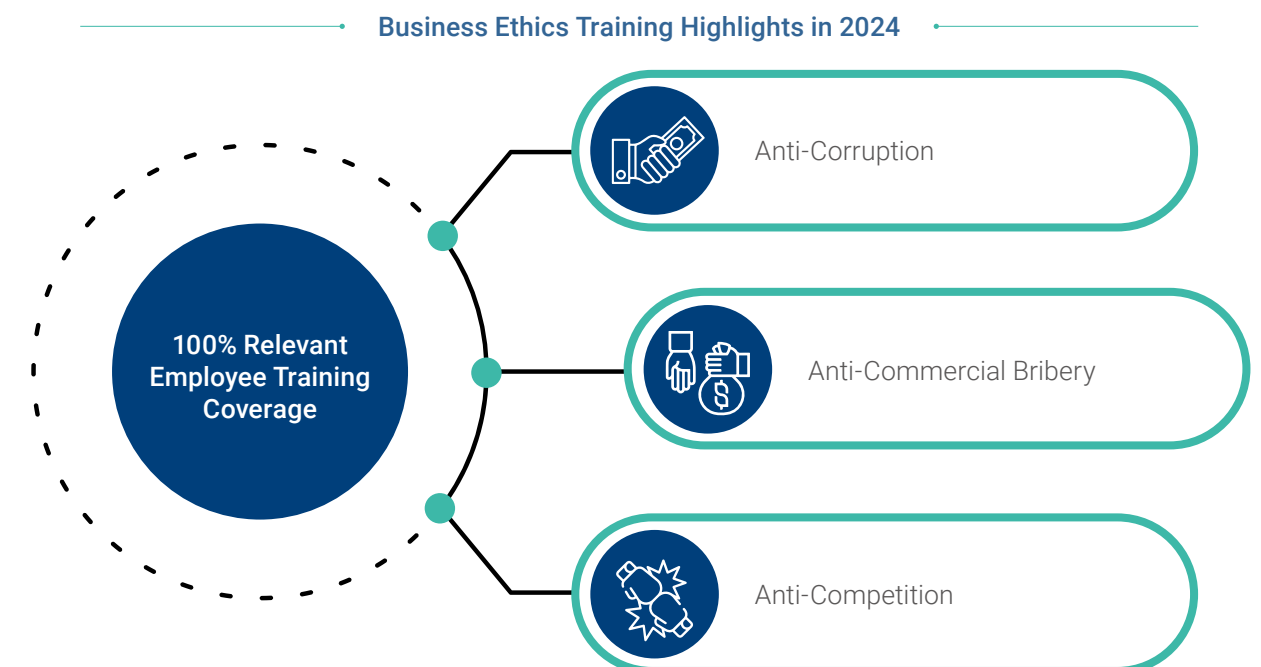 Business Ethics Training Highlights in 2024
Anti-Corruption
100% Relevant
Employee Training
Coverage
Anti-Commercial Bribery
Anti-Competition